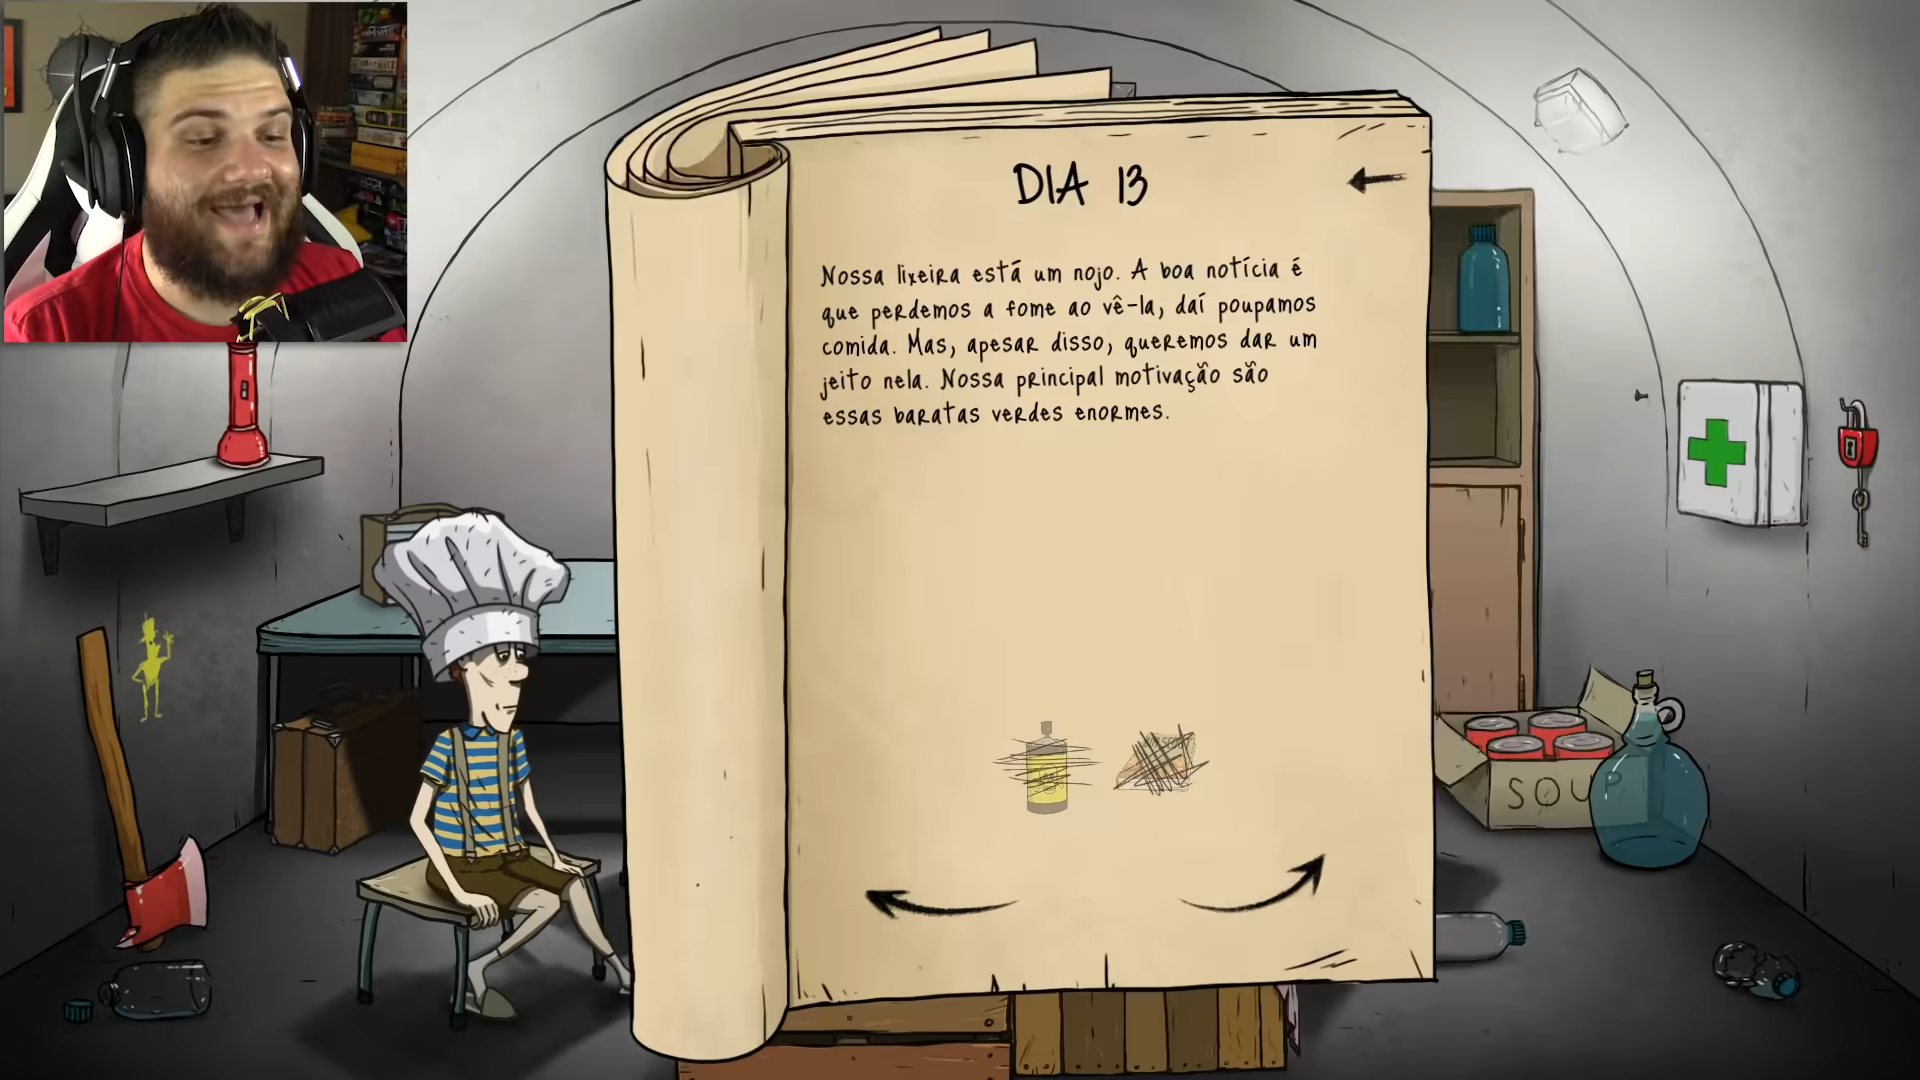 DIA 13
Nossa lixeira está um nojo. A boa notícia é
que perdemos a fome ao vê-la, daí poupamos
comida. Mas, apesar disso, queremos dar um
jeito nela. Nossa principal motivação são
essas baratas verdes enormes.
SOU